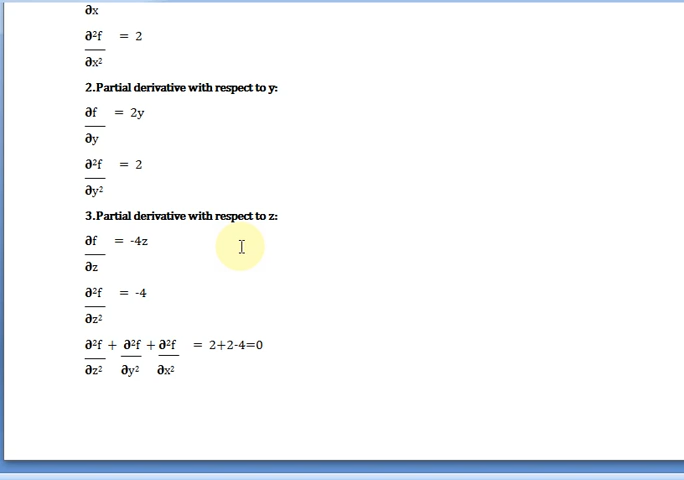 ∂x
∂²f = 2
∂x²
2.Partial derivative with respect to y:
∂f = 2y
∂y
∂²f = 2
∂y²
3.Partial derivative with respect to z:
∂f = -4z
∂z
∂²f = -4
∂z²
∂²f + ∂²f + ∂²f = 2+2-4=0
∂z² ∂y² ∂x²